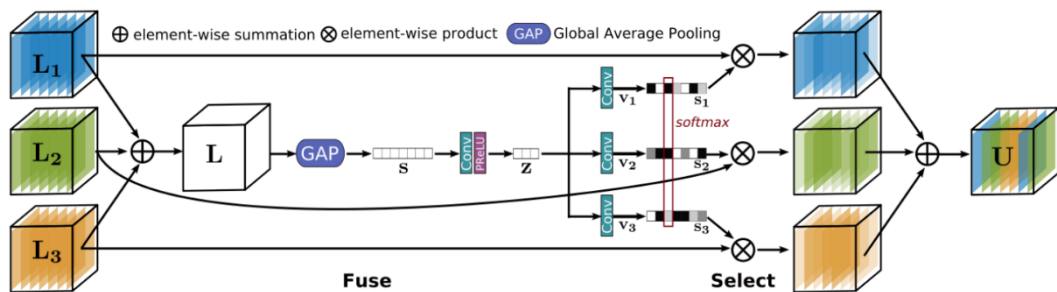 ⊕ element-wise summation ⊗ element-wise product GAP Global Average Pooling
L1
L2
L3
L
GAP
s
Conv
PReLU
z
Conv
v1
s1
softmax
Conv
v2
s2
Conv
v3
s3
U
Fuse
Select